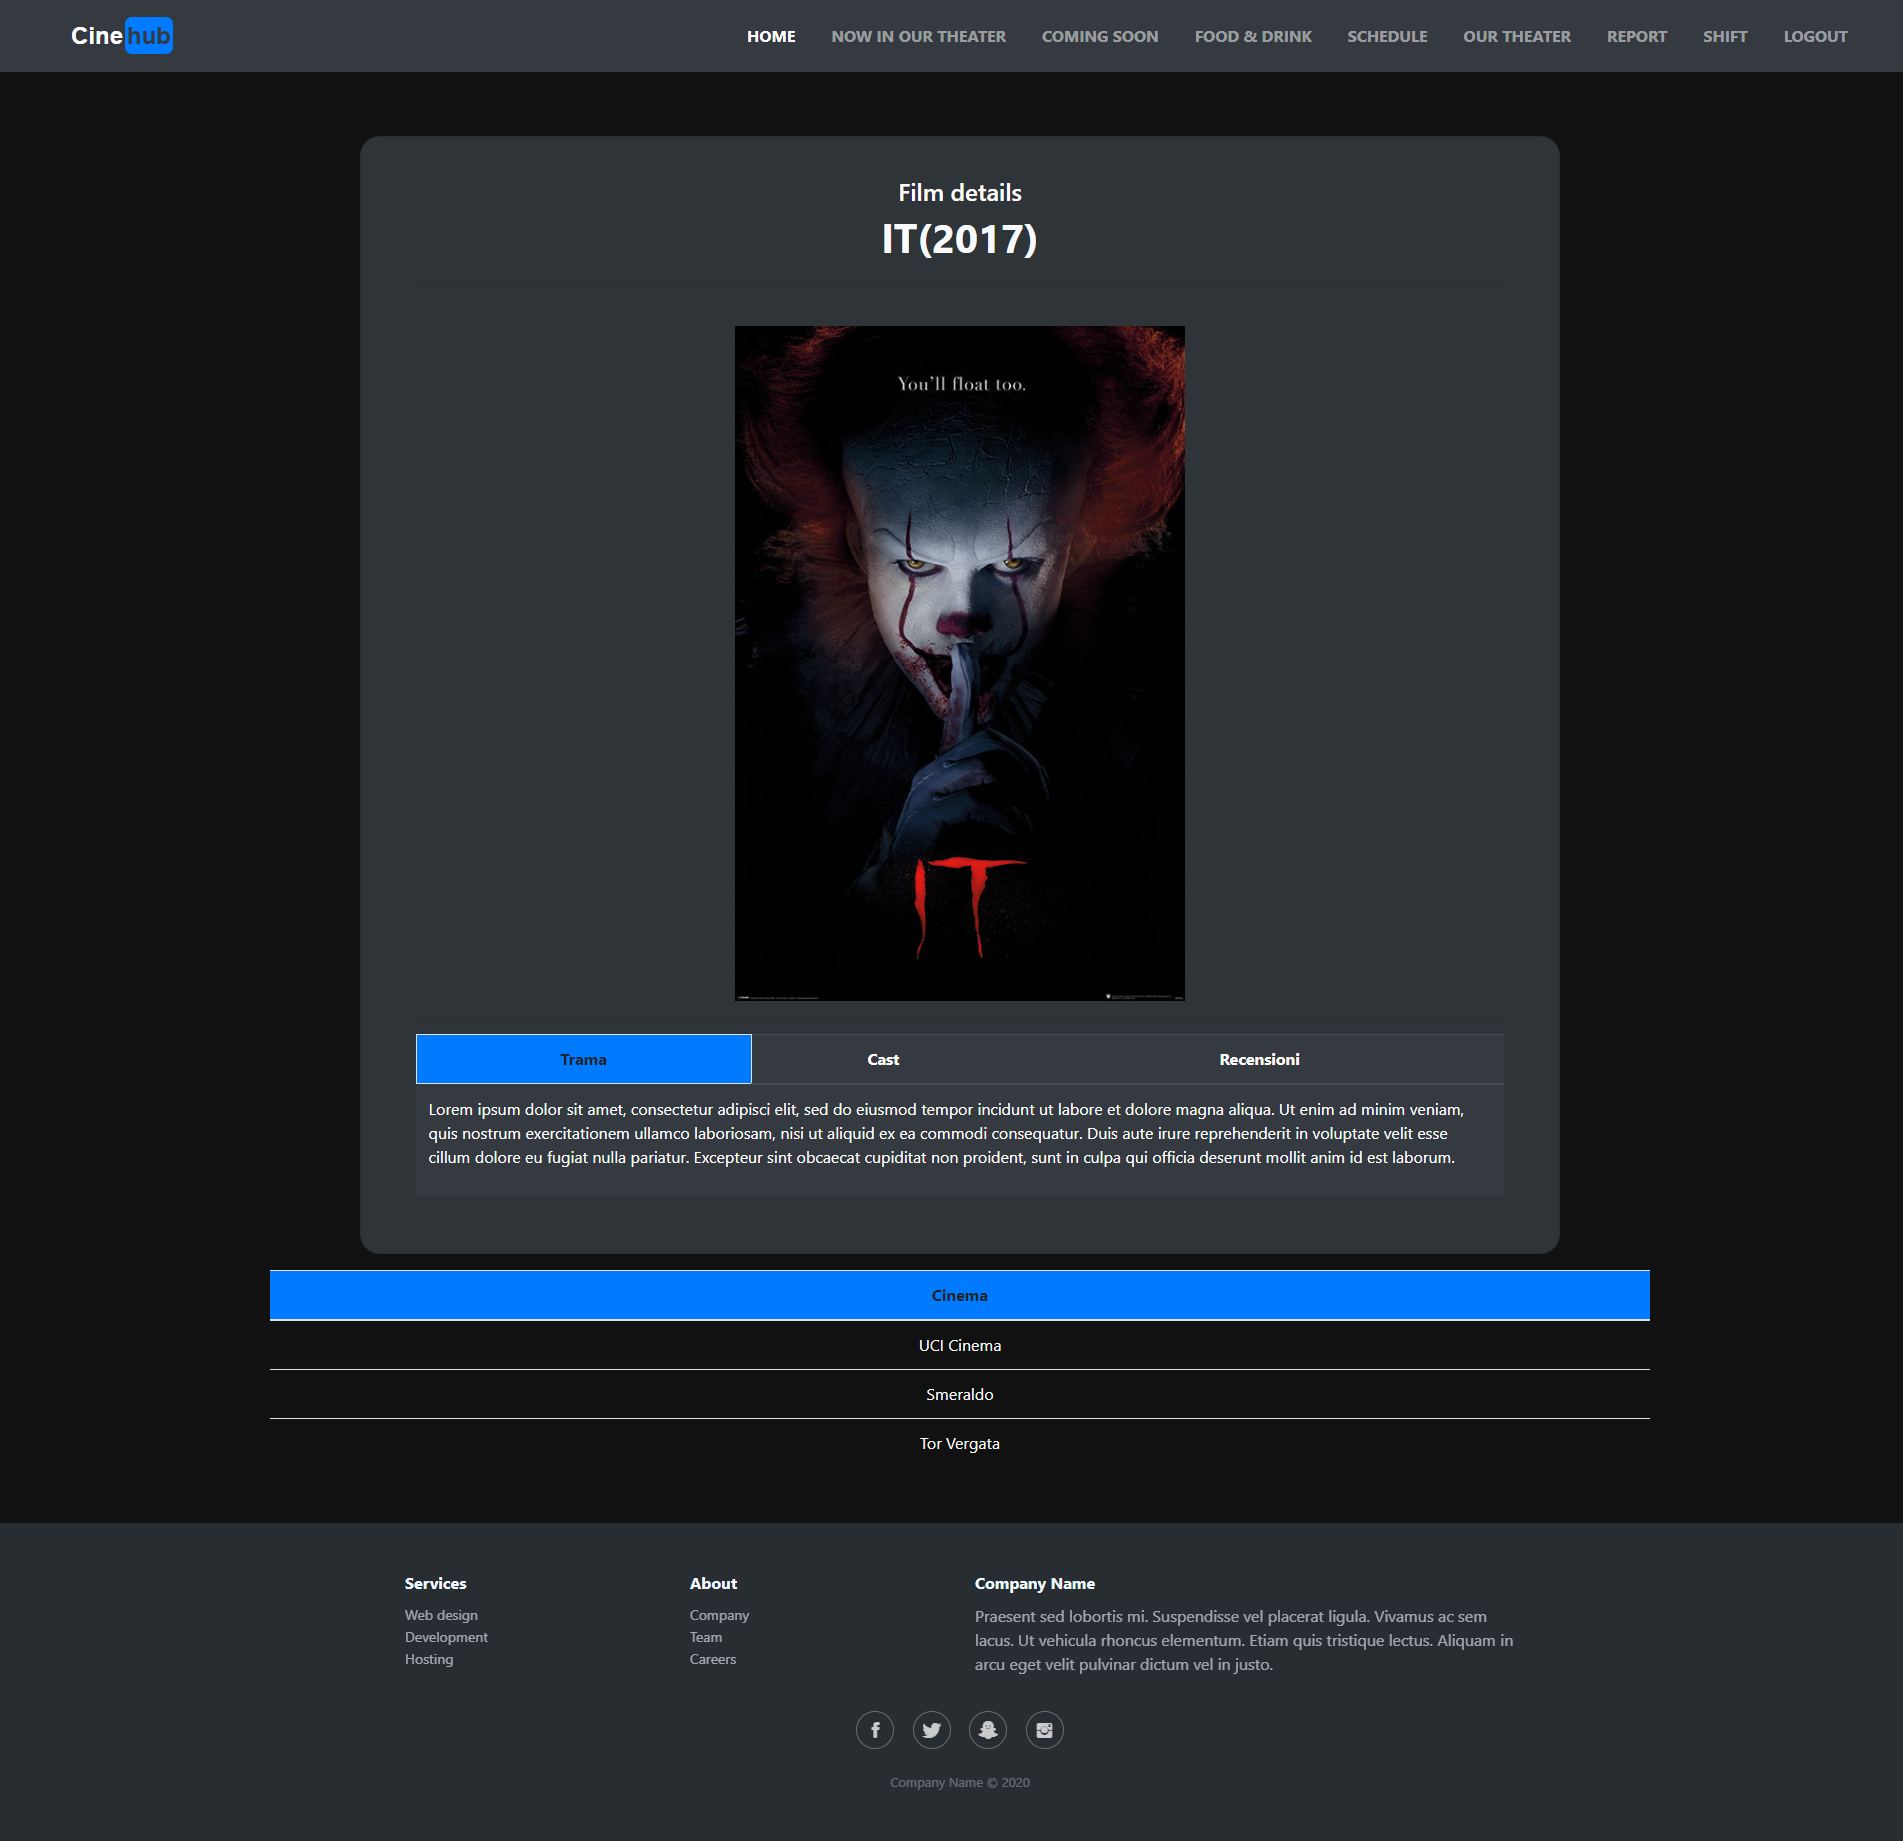 Cinehub
HOME NOW IN OUR THEATER COMING SOON FOOD & DRINK SCHEDULE OUR THEATER REPORT SHIFT LOGOUT
Film details
IT(2017)
You'll float too.
IT
Trama Cast Recensioni
Lorem ipsum dolor sit amet, consectetur adipisci elit, sed do eiusmod tempor incidunt ut labore et dolore magna aliqua. Ut enim ad minim veniam,
quis nostrum exercitationem ullamco laboriosam, nisi ut aliquid ex ea commodi consequatur. Duis aute irure reprehenderit in voluptate velit esse
cillum dolore eu fugiat nulla pariatur. Excepteur sint obcaecat cupiditat non proident, sunt in culpa qui officia deserunt mollit anim id est laborum.
Cinema
UCI Cinema
Smeraldo
Tor Vergata
Services
Web design
Development
Hosting
About
Company
Team
Careers
Company Name
Praesent sed lobortis mi. Suspendisse vel placerat ligula. Vivamus ac sem
lacus. Ut vehicula rhoncus elementum. Etiam quis tristique lectus. Aliquam in
arcu eget velit pulvinar dictum vel in justo.
Company Name © 2020